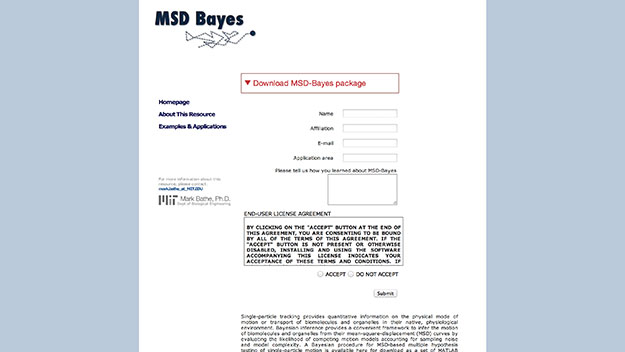 MSD Bayes
▼ Download MSD-Bayes package
Homepage
About This Resource
Examples & Applications
Name
Affiliation
E-mail
Application area
Please tell us how you learned about MSD-Bayes
For more information about this
resource, please contact:
mark.bathe_at_MIT.EDU
MIT Mark Bathe, Ph.D.
Dept. of Biological Engineering
END-USER LICENSE AGREEMENT
BY CLICKING ON THE "ACCEPT" BUTTON AT THE END OF
THIS AGREEMENT, YOU ARE CONSENTING TO BE BOUND
BY ALL OF THE TERMS OF THIS AGREEMENT. IF THE
"ACCEPT" BUTTON IS NOT PRESENT OR OTHERWISE
DISABLED, INSTALLING AND USING THE SOFTWARE
ACCOMPANYING THIS LICENSE INDICATES YOUR
ACCEPTANCE OF THESE TERMS AND CONDITIONS. IF
ACCEPT DO NOT ACCEPT
Submit
Single-particle tracking provides quantitative information on the physical mode of
motion or transport of biomolecules and organelles in their native, physiological
environment. Bayesian inference provides a convenient framework to infer the motion
of biomolecules and organelles from their mean-square-displacement (MSD) curves by
evaluating the likelihood of competing motion models accounting for sampling noise
and model complexity. A Bayesian procedure for MSD-based multiple hypothesis
testing of single-particle motion is available here for download as a set of MATLAB